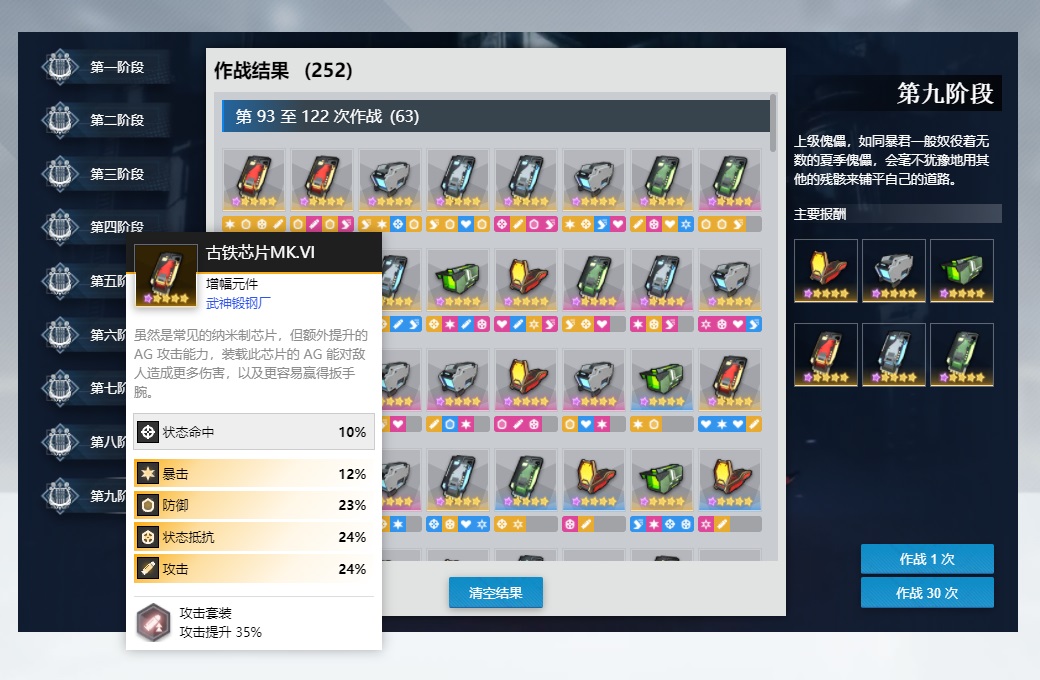 第一阶段
第二阶段
第三阶段
第四阶段
第五阶
第六阶
第七阶
第八阶
第九阶
作战结果 (252)
第 93 至 122 次作战 (63)
古铁芯片MK.VI
增幅元件
武神锻钢厂
虽然是常见的纳米制芯片，但额外提升的
AG 攻击能力，装载此芯片的 AG 能对敌
人造成更多伤害，以及更容易赢得扳手
腕。
状态命中 10%
暴击 12%
防御 23%
状态抵抗 24%
攻击 24%
攻击套装
攻击提升 35%
清空结果
第九阶段
上级傀儡，如同暴君一般奴役着无
数的夏季傀儡，会毫不犹豫地用其
他的残骸来铺平自己的道路。
主要报酬
作战 1 次
作战 30 次